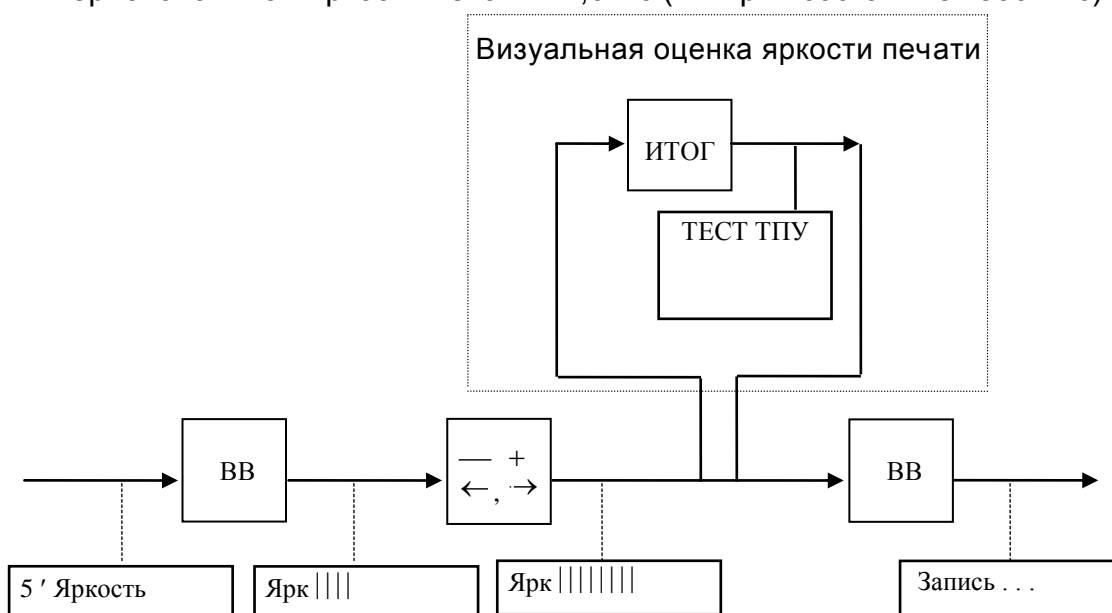 Визуальная оценка яркости печати
ИТОГ
ТЕСТ ТПУ
ВВ
— +
←, →
ВВ
5 ′ Яркость
Ярк ||||
Ярк ||||||||
Запись . . .